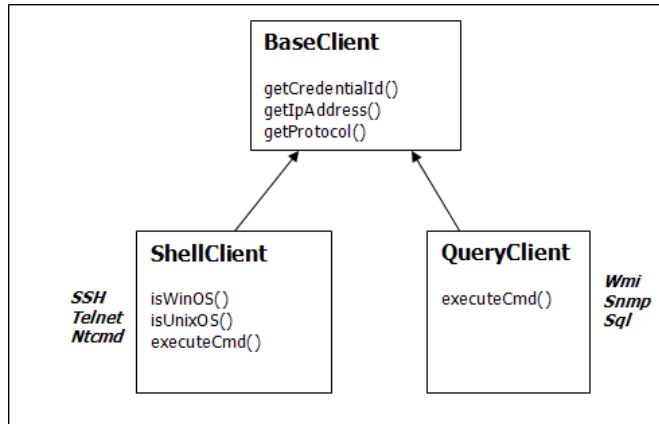 BaseClient
getCredentialId()
getIpAddress()
getProtocol()
ShellClient
isWinOS()
isUnixOS()
executeCmd()
SSH
Telnet
Ntcmd
QueryClient
executeCmd()
Wmi
Snmp
Sql